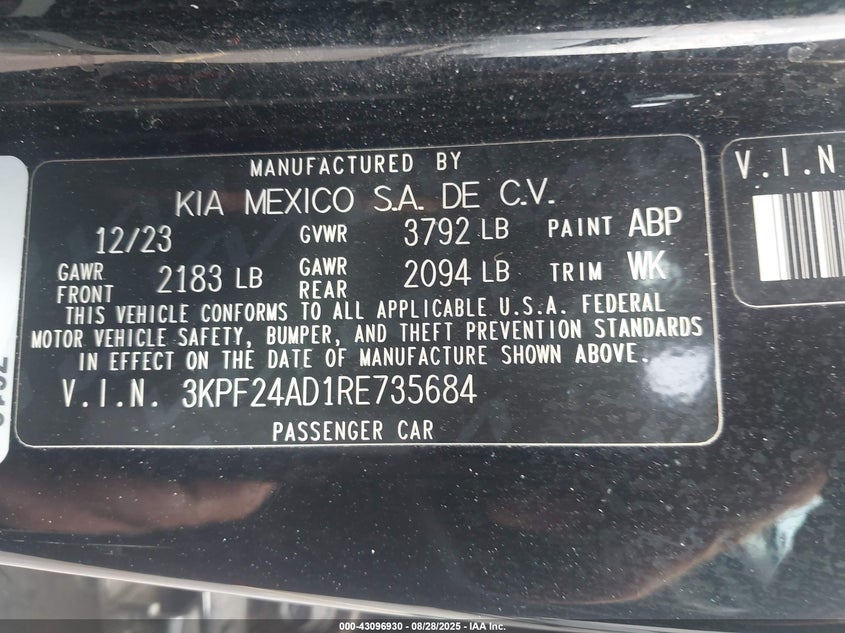 MANUFACTURED BY
KIA MEXICO S.A. DE C.V.
12/23 GVWR 3792 LB PAINT ABP
GAWR FRONT 2183 LB GAWR REAR 2094 LB TRIM WK
THIS VEHICLE CONFORMS TO ALL APPLICABLE U.S.A. FEDERAL
MOTOR VEHICLE SAFETY, BUMPER, AND THEFT PREVENTION STANDARDS
IN EFFECT ON THE DATE OF MANUFACTURE SHOWN ABOVE.
V.I.N. 3KPF24AD1RE735684
PASSENGER CAR
V.I.N
000-43096930 - 08/28/2025 - IAA Inc.